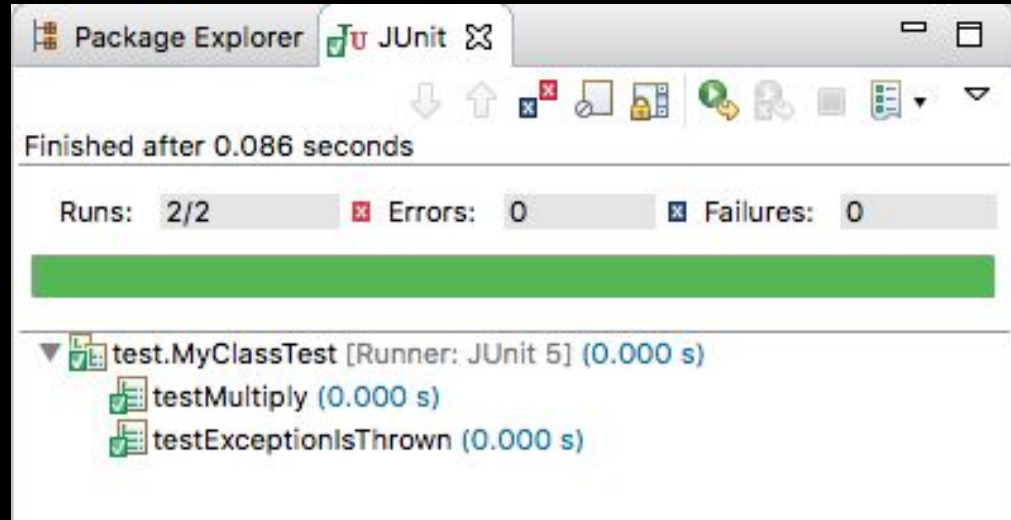 Package Explorer JU JUnit
Finished after 0.086 seconds
Runs: 2/2 Errors: 0 Failures: 0
test.MyClassTest [Runner: JUnit 5] (0.000 s)
testMultiply (0.000 s)
testExceptionIsThrown (0.000 s)